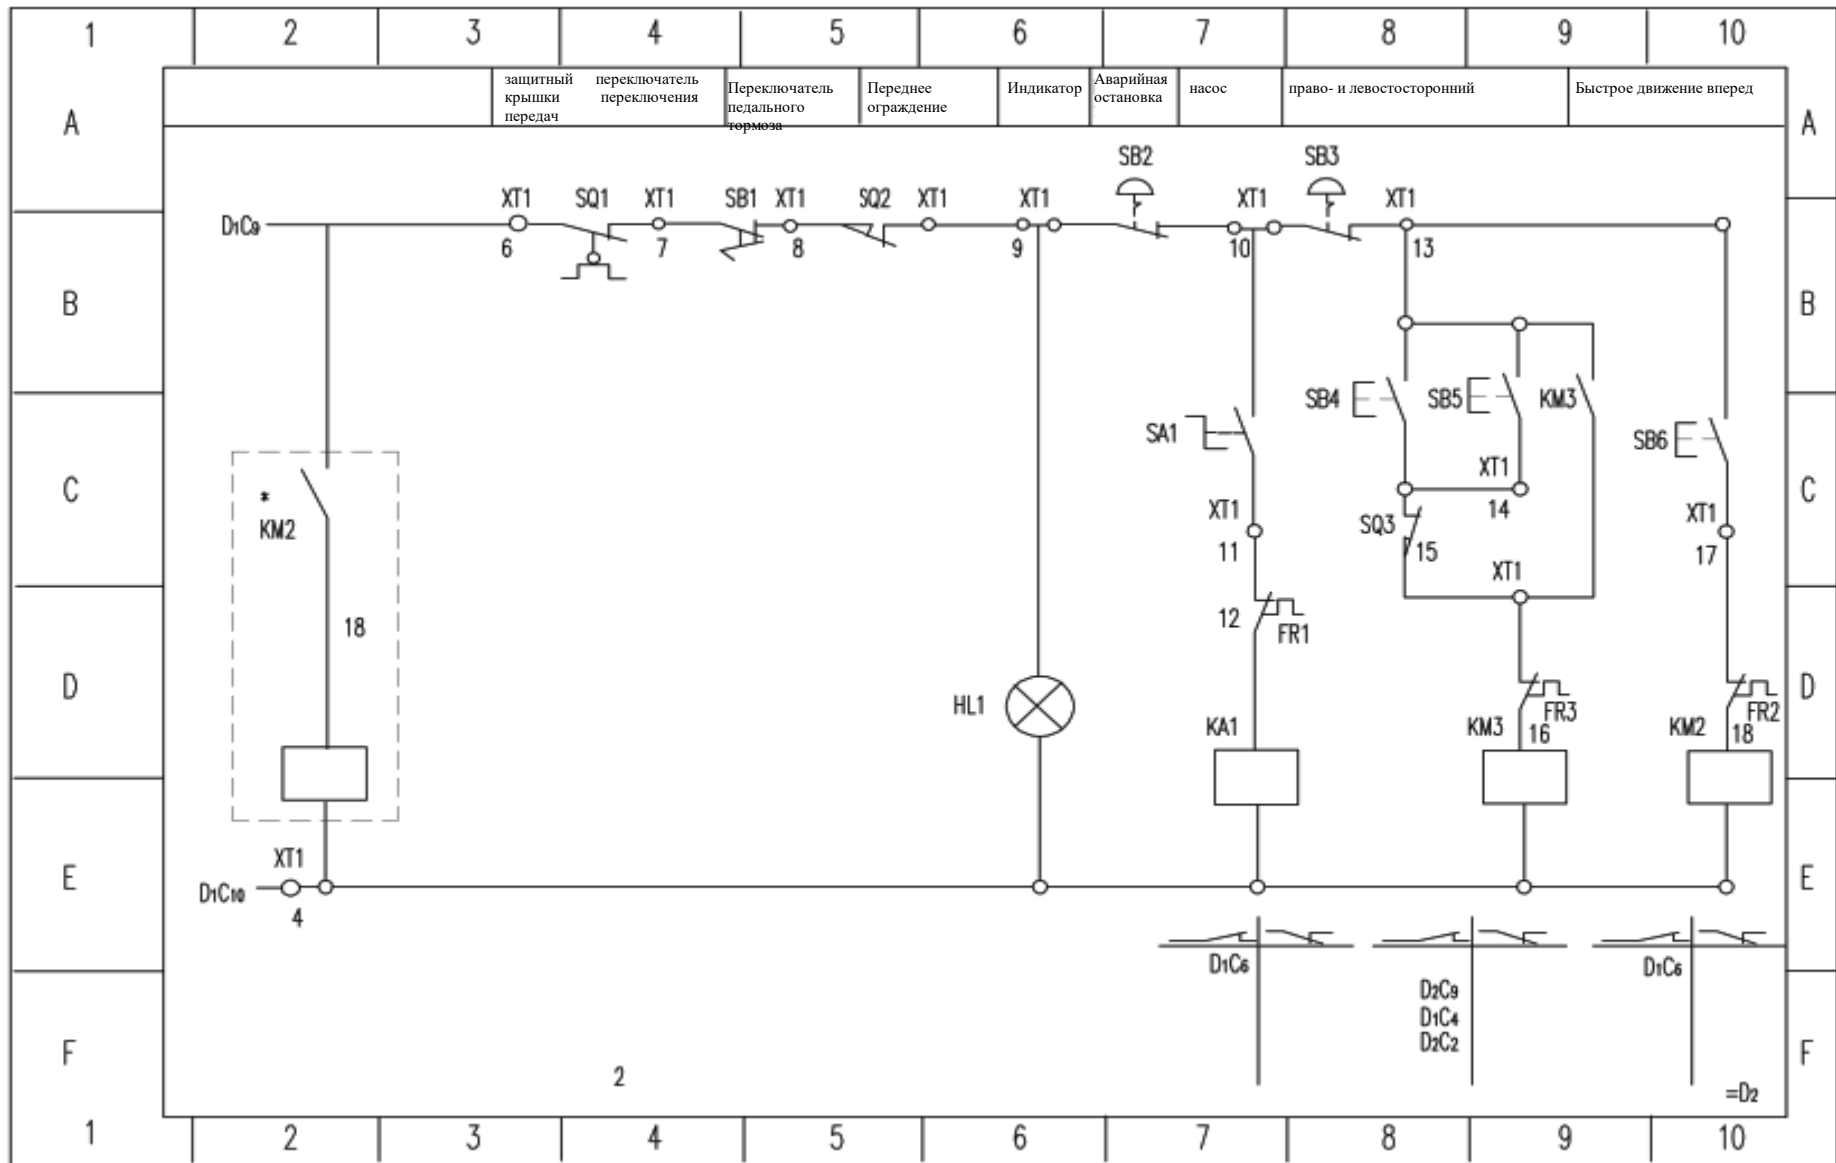 1 2 3 4 5 6 7 8 9 10
защитный переключатель Переключатель Переднее Индикатор Аварийная насос право- и левостосторонний Быстрое движение вперед
крышки переключения педального ограждение остановка
передач тормоза
A A
SB2 SB3
XT1 SQ1 XT1 SB1 XT1 SQ2 XT1 XT1 XT1 XT1
D1C9
6 7 8 9 10 13
B B
SB4 SB5 KM3
SA1 SB6
XT1
C * C
KM2 XT1 SQ3 14 XT1
11 15 17
XT1
18 12 FR1
D D
HL1 KA1 KM3 FR3 KM2 FR2
16 18
XT1
E E
D1C10
4
D1C6 D1C6
D2C9
D1C4
D2C2
F F
2
=D2
1 2 3 4 5 6 7 8 9 10